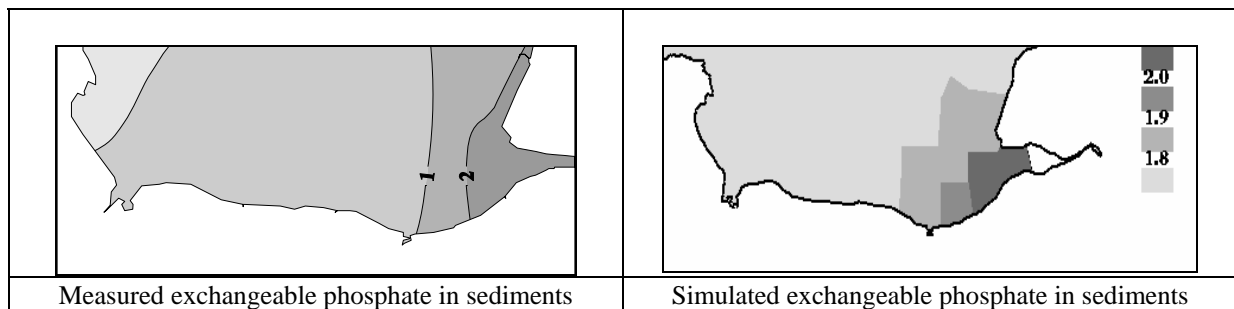 1
2
2.0
1.9
1.8
Measured exchangeable phosphate in sediments
Simulated exchangeable phosphate in sediments